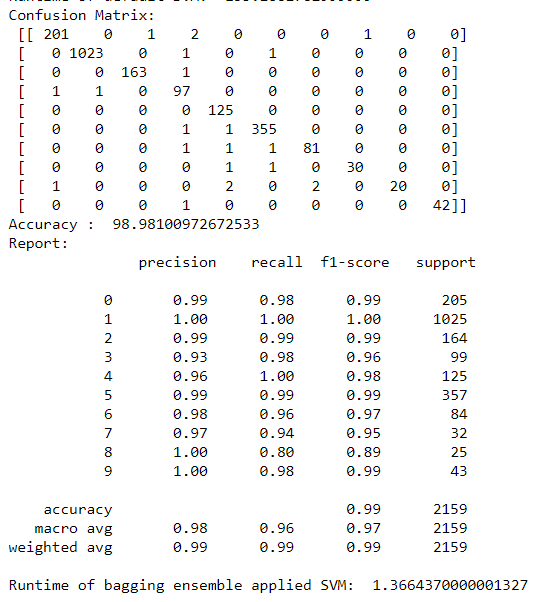 Confusion Matrix:
[[ 201 0 1 2 0 0 0 1 0 0]
[ 0 1023 0 1 0 1 0 0 0 0]
[ 0 0 163 1 0 0 0 0 0 0]
[ 1 1 0 97 0 0 0 0 0 0]
[ 0 0 0 0 125 0 0 0 0 0]
[ 0 0 0 1 1 355 0 0 0 0]
[ 0 0 0 1 1 1 81 0 0 0]
[ 0 0 0 0 1 1 0 30 0 0]
[ 1 0 0 0 2 0 2 0 20 0]
[ 0 0 0 1 0 0 0 0 0 42]]
Accuracy : 98.98100972672533
Report:
precision recall f1-score support
0 0.99 0.98 0.99 205
1 1.00 1.00 1.00 1025
2 0.99 0.99 0.99 164
3 0.93 0.98 0.96 99
4 0.96 1.00 0.98 125
5 0.99 0.99 0.99 357
6 0.98 0.96 0.97 84
7 0.97 0.94 0.95 32
8 1.00 0.80 0.89 25
9 1.00 0.98 0.99 43
accuracy 0.99 2159
macro avg 0.98 0.96 0.97 2159
weighted avg 0.99 0.99 0.99 2159
Runtime of bagging ensemble applied SVM: 1.3664370000001327